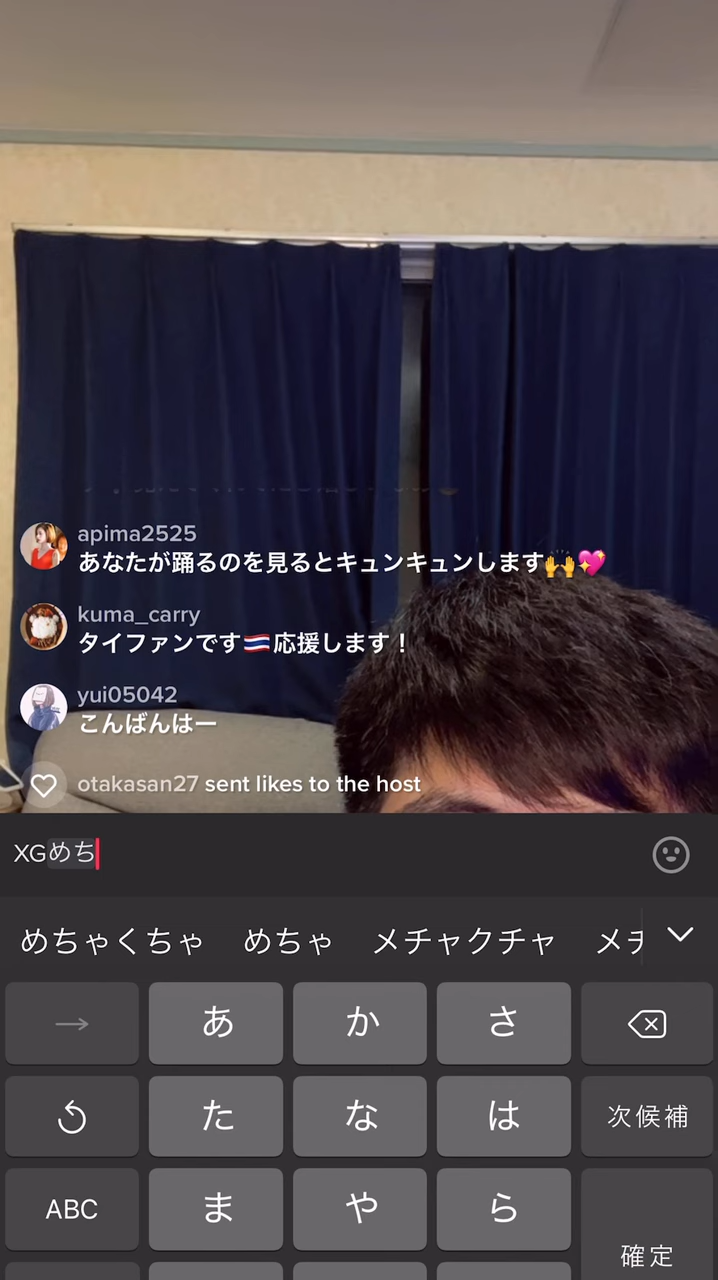 apima2525
あなたが踊るのを見るとキュンキュンします🙌💖
kuma_carry
タイファンです🇹🇭応援します！
yui05042
こんばんはー
otakasan27 sent likes to the host
XGめち
めちゃくちゃ めちゃ メチャクチャ メチ
→ あ か さ
た な は 次候補
ABC ま や ら
確定